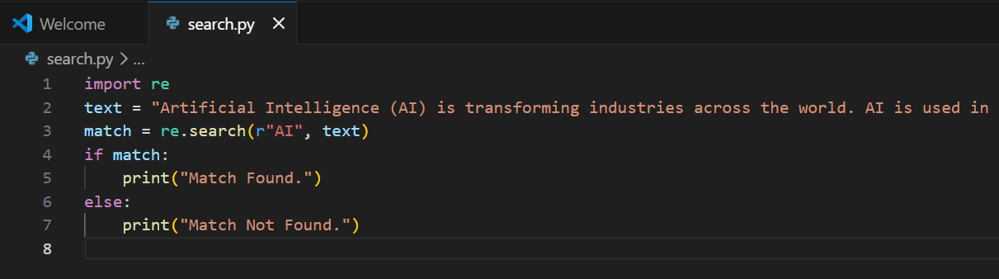 Welcome
search.py
search.py > ...
1 import re
2 text = "Artificial Intelligence (AI) is transforming industries across the world. AI is used in
3 match = re.search(r"AI", text)
4 if match:
5     print("Match Found.")
6 else:
7     print("Match Not Found.")
8